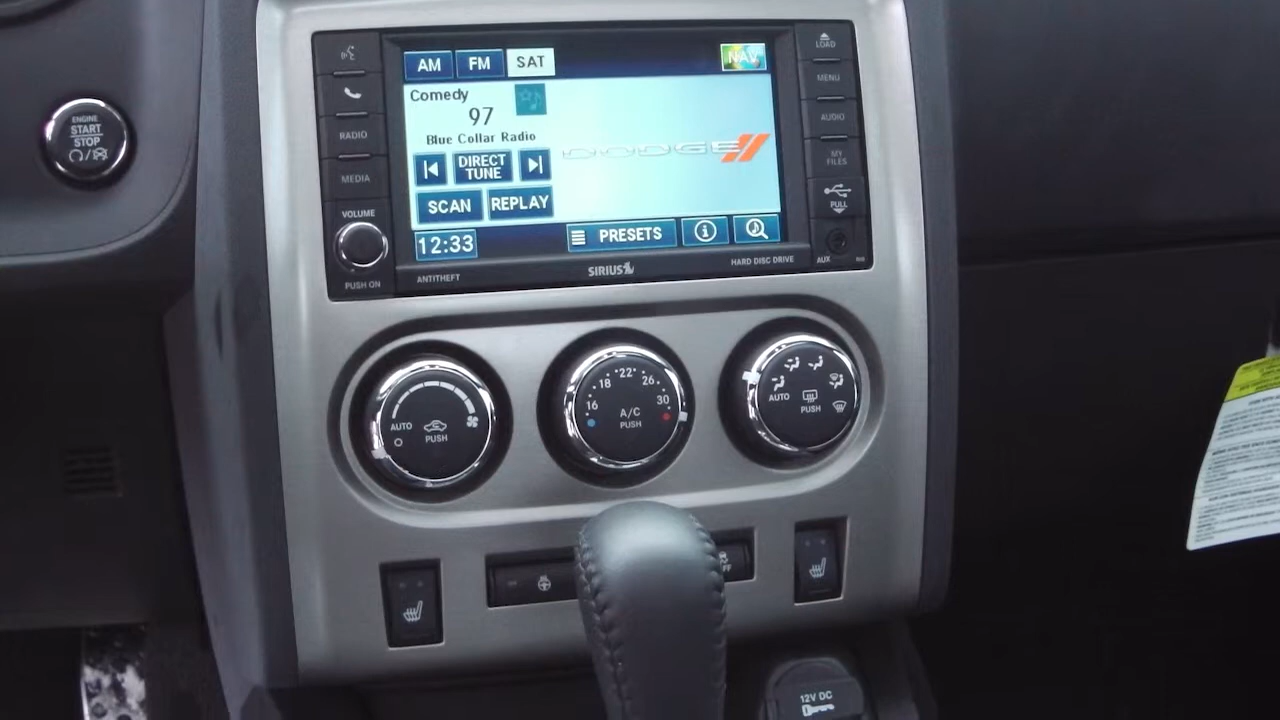 ENGINE
START
STOP
RADIO
MEDIA
VOLUME
PUSH ON
AM FM SAT NAV
Comedy
97
Blue Collar Radio
DIRECT
TUNE
SCAN REPLAY
12:33 PRESETS
DODGE
ANTITHEFT SIRIUS HARD DISC DRIVE
LOAD
MENU
AUDIO
MY
FILES
PULL
AUX
AUTO
PUSH
16 18 22° 26 30
A/C
PUSH
AUTO
PUSH
12V DC